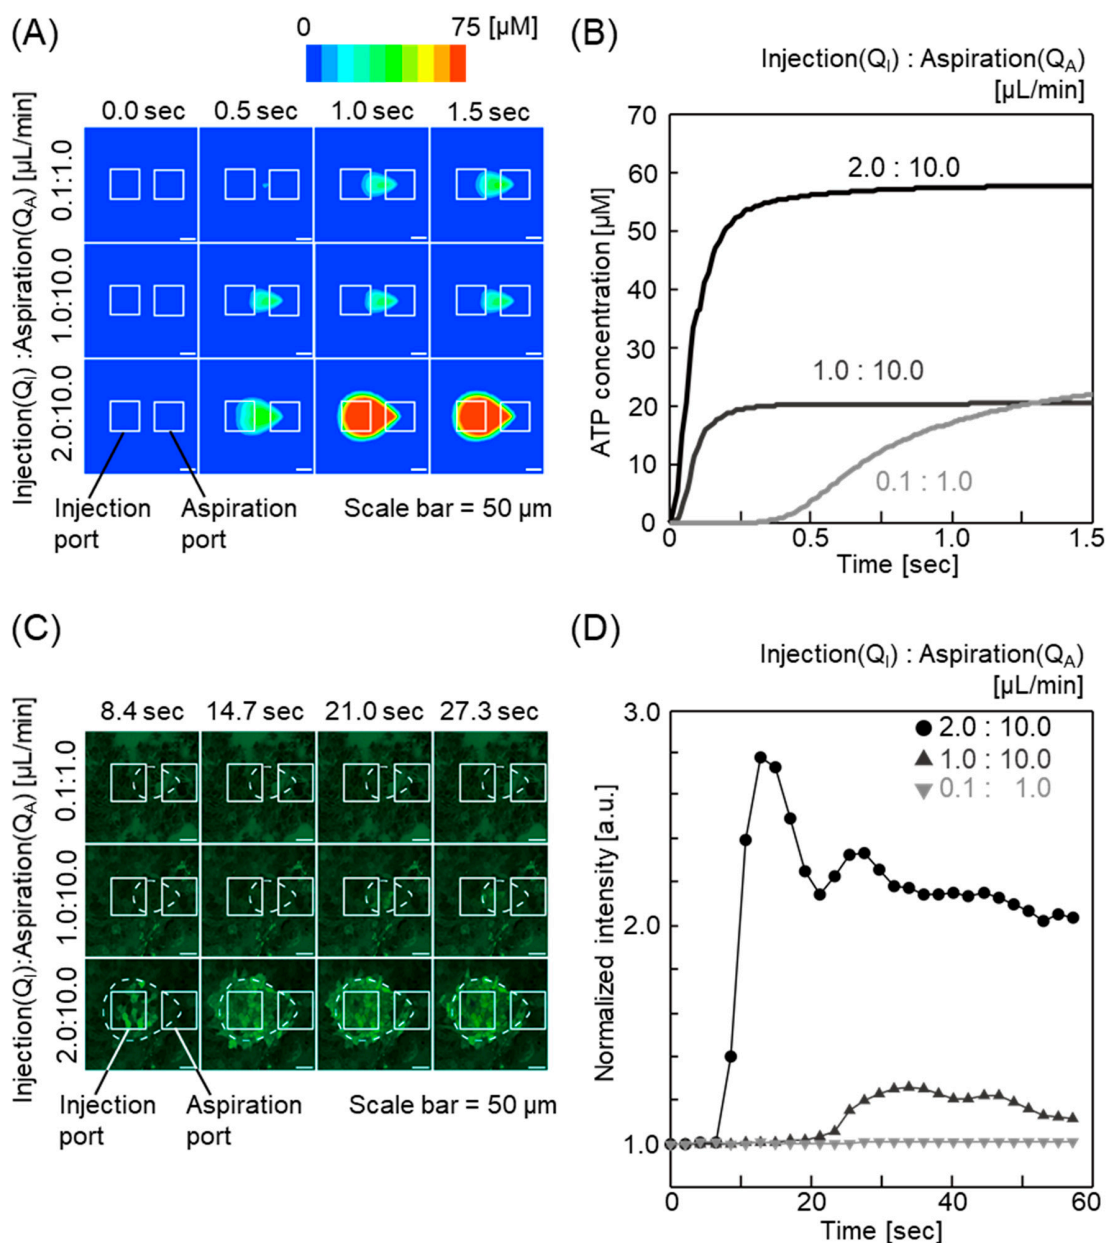 (A)
0 75 [µM]
0.0 sec 0.5 sec 1.0 sec 1.5 sec
Injection(QI) :Aspiration(QA) [µL/min]
0.1:1.0
1.0:10.0
2.0:10.0
Injection
port
Aspiration
port
Scale bar = 50 µm
(B)
Injection(QI) : Aspiration(QA)
[µL/min]
ATP concentration [µM]
70
60
50
40
30
20
10
0
2.0 : 10.0
1.0 : 10.0
0.1 : 1.0
0 0.5 1.0 1.5
Time [sec]
(C)
8.4 sec 14.7 sec 21.0 sec 27.3 sec
Injection(QI):Aspiration(QA) [µL/min]
0.1:1.0
1.0:10.0
2.0:10.0
Injection
port
Aspiration
port
Scale bar = 50 µm
(D)
Injection(QI) : Aspiration(QA)
[µL/min]
Normalized intensity [a.u.]
3.0
2.0
1.0
2.0 : 10.0
1.0 : 10.0
0.1 : 1.0
0 20 40 60
Time [sec]